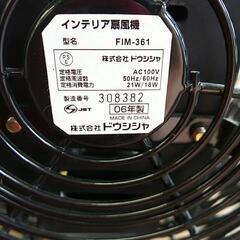 インテリア扇風機
型名 FIM-361
PSE
株式会社 ドウシシャ
定格電圧 AC100V
定格周波数 50Hz/60Hz
定格消費電力 21W/18W
製造番号 308382
JET 06年製
MADE IN CHINA
株式会社 ドウシシャ